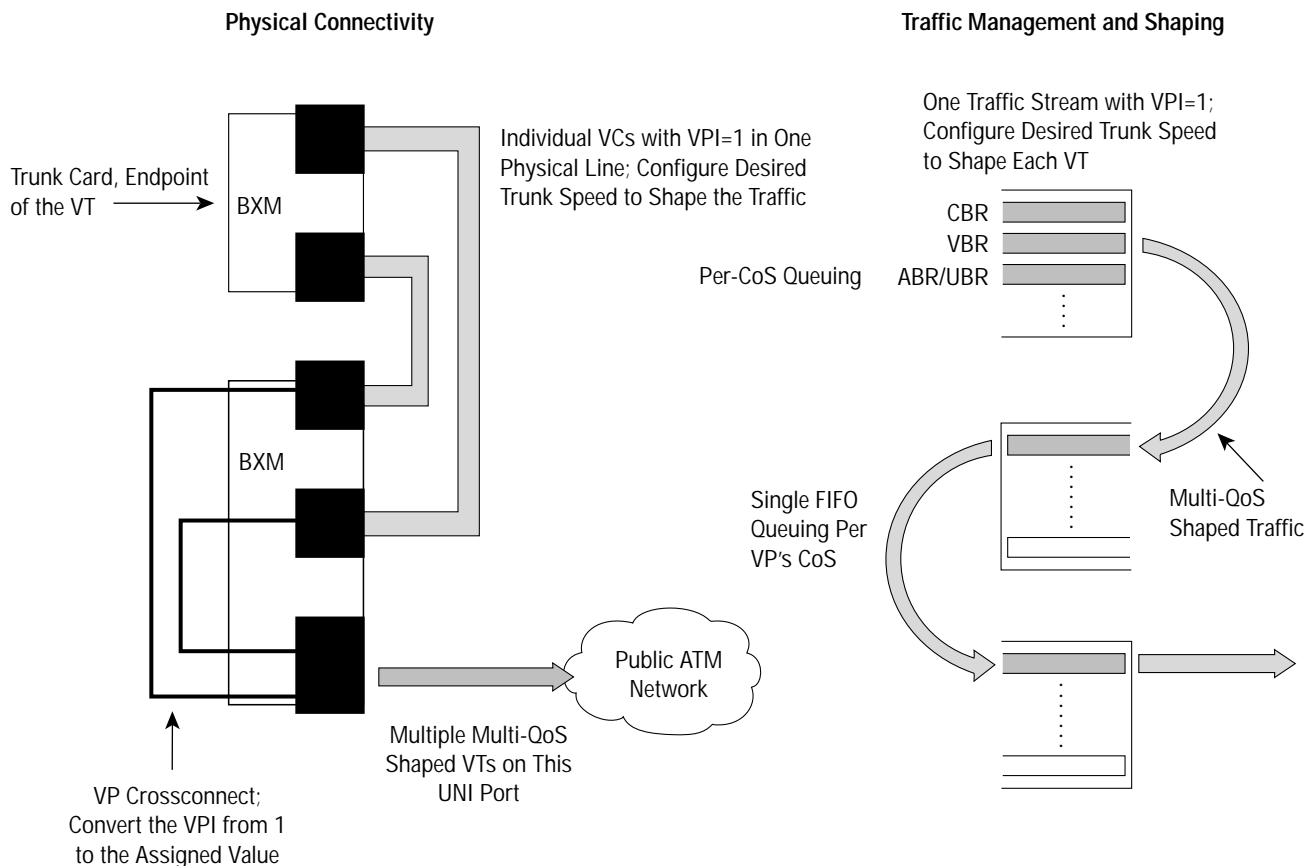 Physical Connectivity
Traffic Management and Shaping
Trunk Card, Endpoint
of the VT
BXM
Individual VCs with VPI=1 in One
Physical Line; Configure Desired
Trunk Speed to Shape the Traffic
One Traffic Stream with VPI=1;
Configure Desired Trunk Speed
to Shape Each VT
CBR
VBR
Per-CoS Queuing
ABR/UBR
BXM
Single FIFO
Queuing Per
VP's CoS
Multi-QoS
Shaped Traffic
Public ATM
Network
Multiple Multi-QoS
Shaped VTs on This
UNI Port
VP Crossconnect;
Convert the VPI from 1
to the Assigned Value